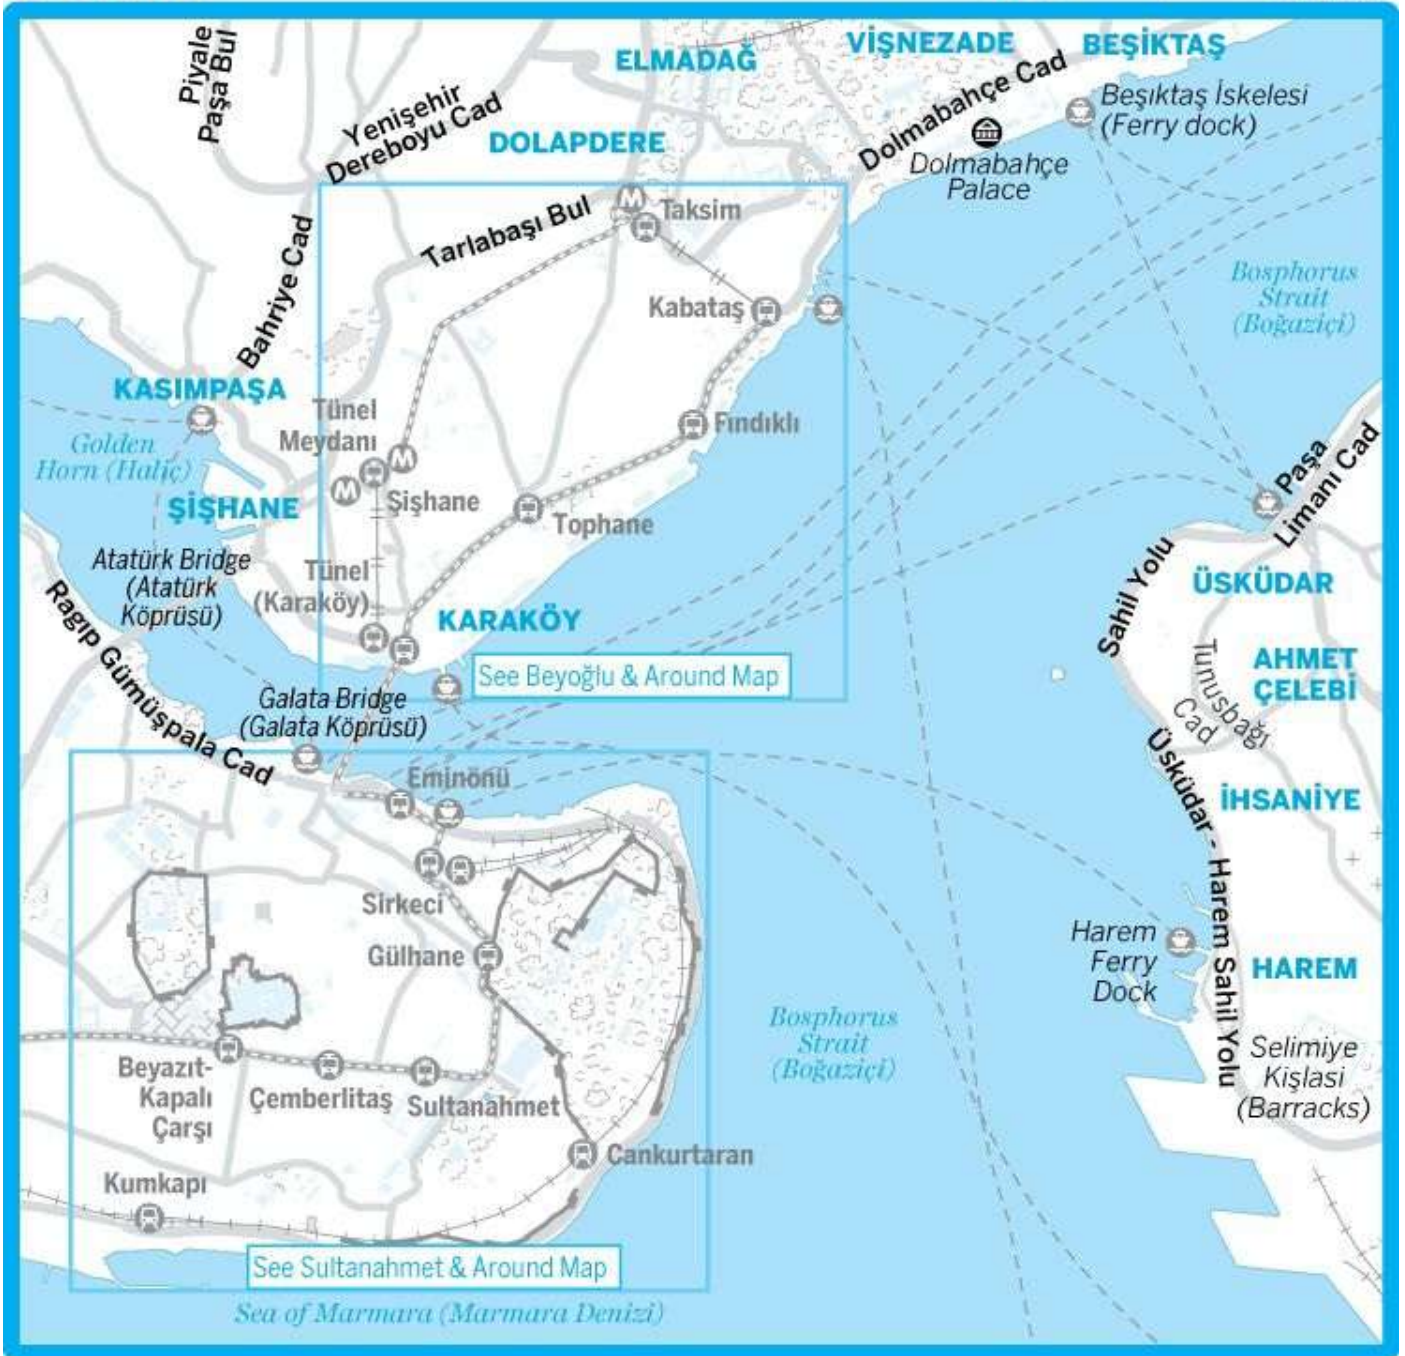 Piyale
Paşa Bul
ELMADAĞ
VİŞNEZADE
BEŞİKTAŞ
Yenişehir
Dereboyu Cad
DOLAPDERE
Dolmabahçe Cad
Beşıktaş İskelesi
(Ferry dock)
Dolmabahçe
Palace
Bahriye Cad
Tarlabaşı Bul
M
Taksim
Kabataş
Bosphorus
Strait
(Boğaziçi)
KASIMPAŞA
Golden
Horn (Haliç)
Tünel
Meydanı
M
M
Şişhane
Fındıklı
Tophane
ŞİŞHANE
Paşa
Limanı Cad
Atatürk Bridge
(Atatürk
Köprüsü)
Tünel
(Karaköy)
KARAKÖY
Sahil Yolu
ÜSKÜDAR
Ragıp Gümüşpala Cad
See Beyoğlu & Around Map
Tunusbağı
Cad
AHMET
ÇELEBİ
Galata Bridge
(Galata Köprüsü)
Eminönü
Üsküdar - Harem Sahil Yolu
İHSANİYE
Sirkeci
Gülhane
Harem
Ferry
Dock
HAREM
Bosphorus
Strait
(Boğaziçi)
Beyazıt-
Kapalı
Çarşı
Çemberlitaş
Sultanahmet
Selimiye
Kişlasi
(Barracks)
Cankurtaran
Kumkapı
See Sultanahmet & Around Map
Sea of Marmara (Marmara Denizi)